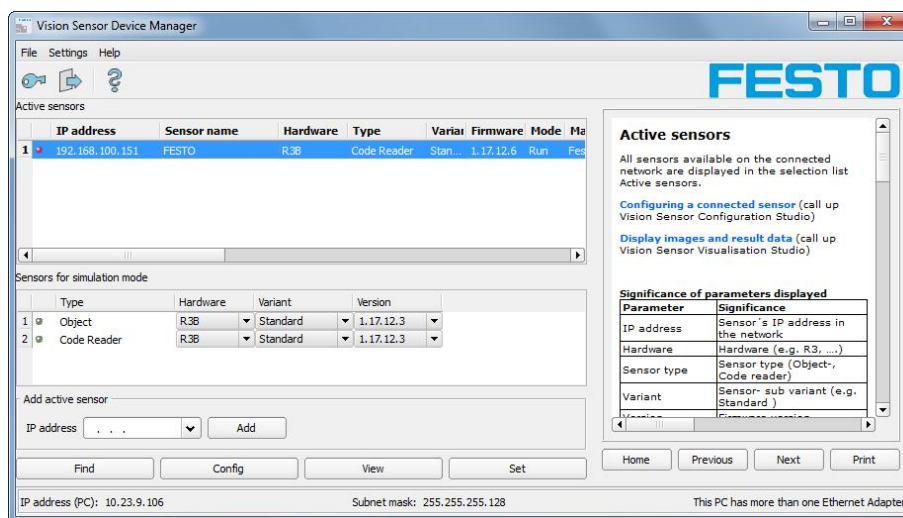 Vision Sensor Device Manager
File Settings Help
FESTO
Active sensors
IP address Sensor name Hardware Type Varia Firmware Mode Ma
1 192.168.100.151 FESTO R3B Code Reader Stan... 1.17.12.6 Run Fes
Sensors for simulation mode
Type Hardware Variant Version
1 Object R3B Standard 1.17.12.3
2 Code Reader R3B Standard 1.17.12.3
Add active sensor
IP address . . . Add
Find Config View Set
Active sensors
All sensors available on the connected
network are displayed in the selection list
Active sensors.
Configuring a connected sensor (call up
Vision Sensor Configuration Studio)
Display images and result data (call up
Vision Sensor Visualisation Studio)
Significance of parameters displayed
Parameter Significance
IP address Sensor´s IP address in
the network
Hardware Hardware (e.g. R3, ....)
Sensor type Sensor type (Object-,
Code reader)
Variant Sensor- sub variant (e.g.
Standard )
Version Firmware version
Home Previous Next Print
IP address (PC): 10.23.9.106 Subnet mask: 255.255.255.128 This PC has more than one Ethernet Adapter